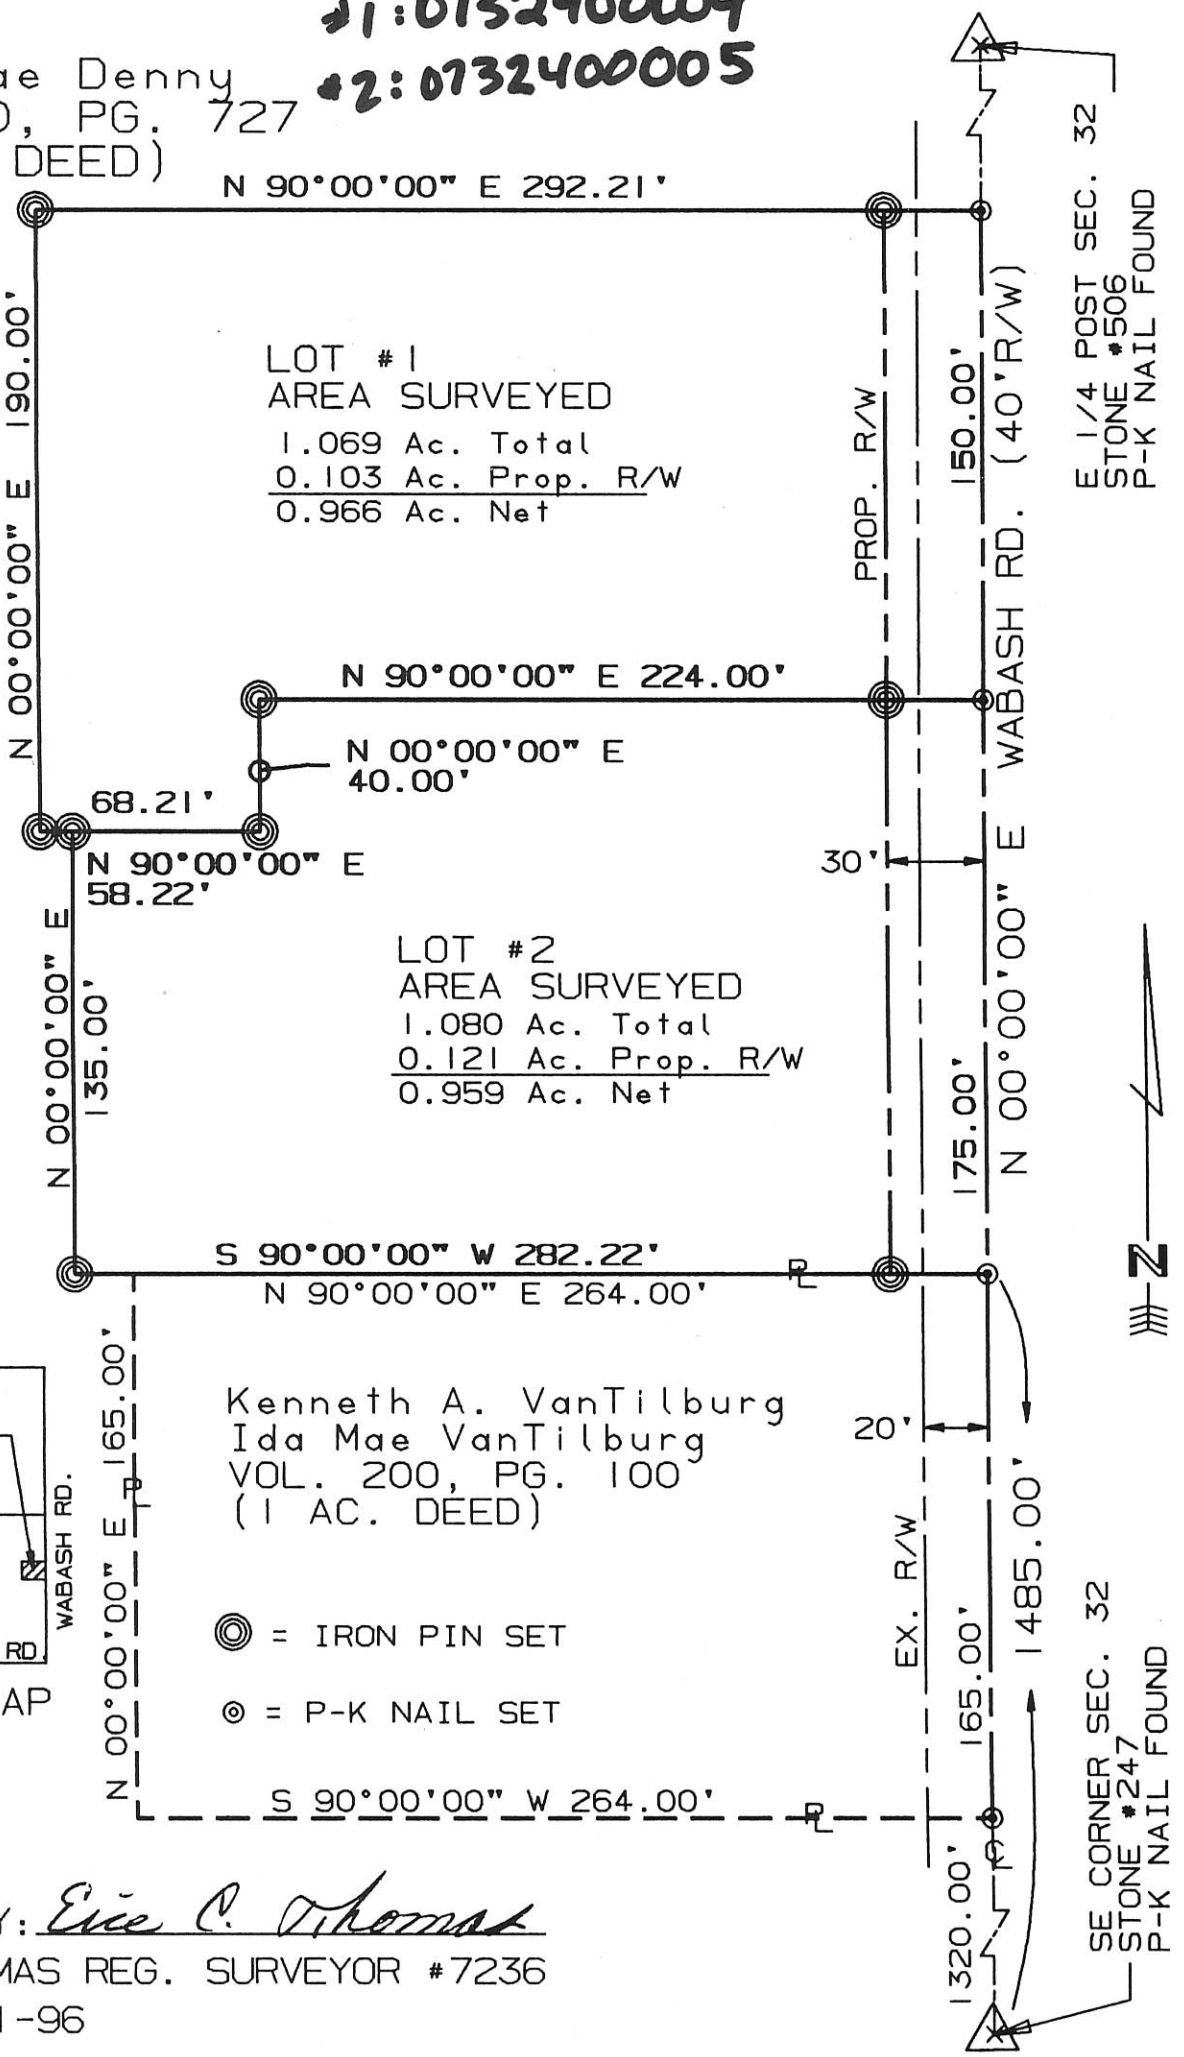 #1: 0732400004
#2: 0732400005
Denny
PG. 727
DEED)
N 90°00'00" E 292.21'
N 00°00'00" E 190.00'
LOT #1
AREA SURVEYED
1.069 Ac. Total
0.103 Ac. Prop. R/W
0.966 Ac. Net
PROP. R/W
150.00'
WABASH RD. (40'R/W)
E 1/4 POST SEC. 32
STONE #506
P-K NAIL FOUND
N 90°00'00" E 224.00'
N 00°00'00" E
40.00'
68.21'
N 90°00'00" E
58.22'
30'
N 00°00'00" E
135.00'
LOT #2
AREA SURVEYED
1.080 Ac. Total
0.121 Ac. Prop. R/W
0.959 Ac. Net
175.00'
N 00°00'00" E
N
S 90°00'00" W 282.22'
PL
N 90°00'00" E 264.00'
N 00°00'00" E 165.00'
PL
Kenneth A. VanTilburg
Ida Mae VanTilburg
VOL. 200, PG. 100
(1 AC. DEED)
20'
EX. R/W
165.00'
1485.00'
WABASH RD.
RD.
AP
= IRON PIN SET
= P-K NAIL SET
S 90°00'00" W 264.00'
PL
1320.00'
SE CORNER SEC. 32
STONE #247
P-K NAIL FOUND
Y: Eric C. Thomas
MAS REG. SURVEYOR #7236
1-96